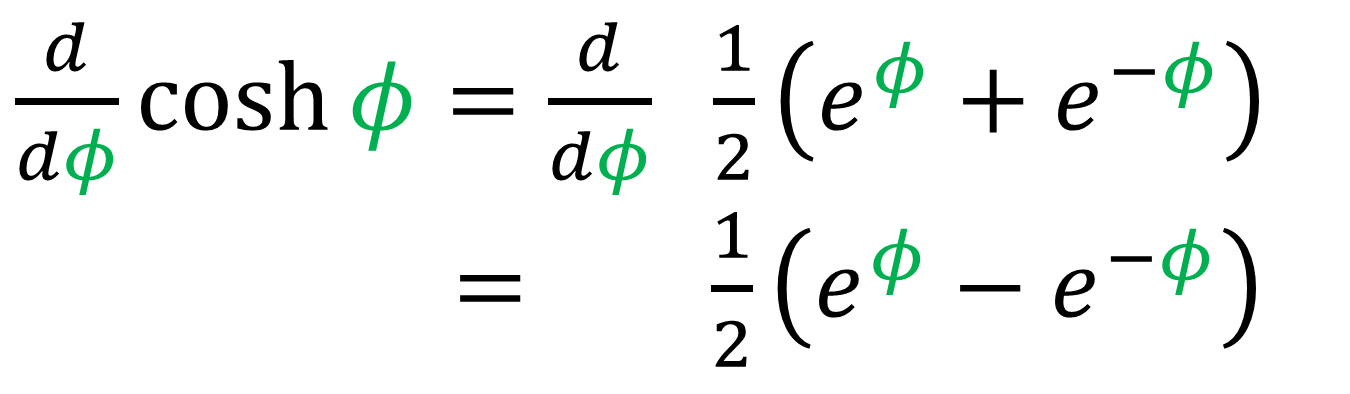 d/dϕ cosh ϕ = d/dϕ 1/2 (e^ϕ + e^−ϕ)
= 1/2 (e^ϕ − e^−ϕ)